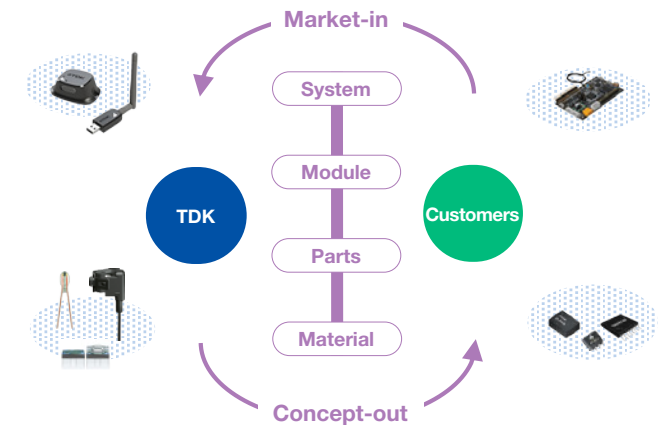 Market-in
System
Module
TDK
Customers
Parts
Material
Concept-out